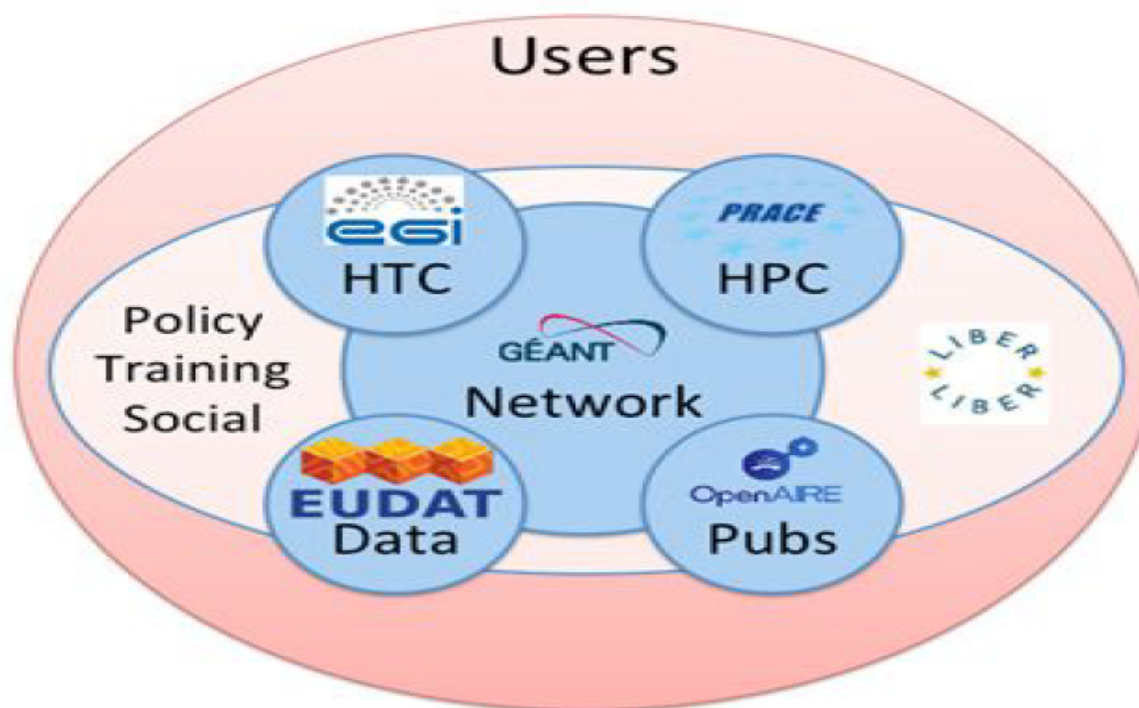 Users
eGi
HTC
PRACE
HPC
Policy
Training
Social
GÉANT
Network
LIBER
LIBER
EUDAT
Data
OpenAIRE
Pubs